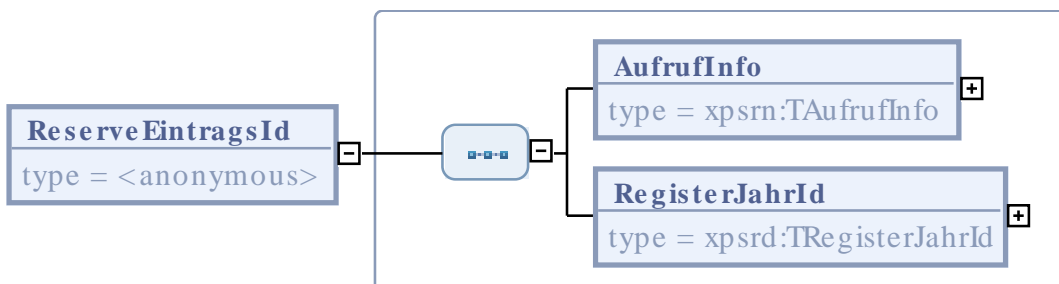 AufrufInfo
type = xpsrn:TAufrufInfo
ReserveEintragsId
type = <anonymous>
RegisterJahrId
type = xpsrd:TRegisterJahrId